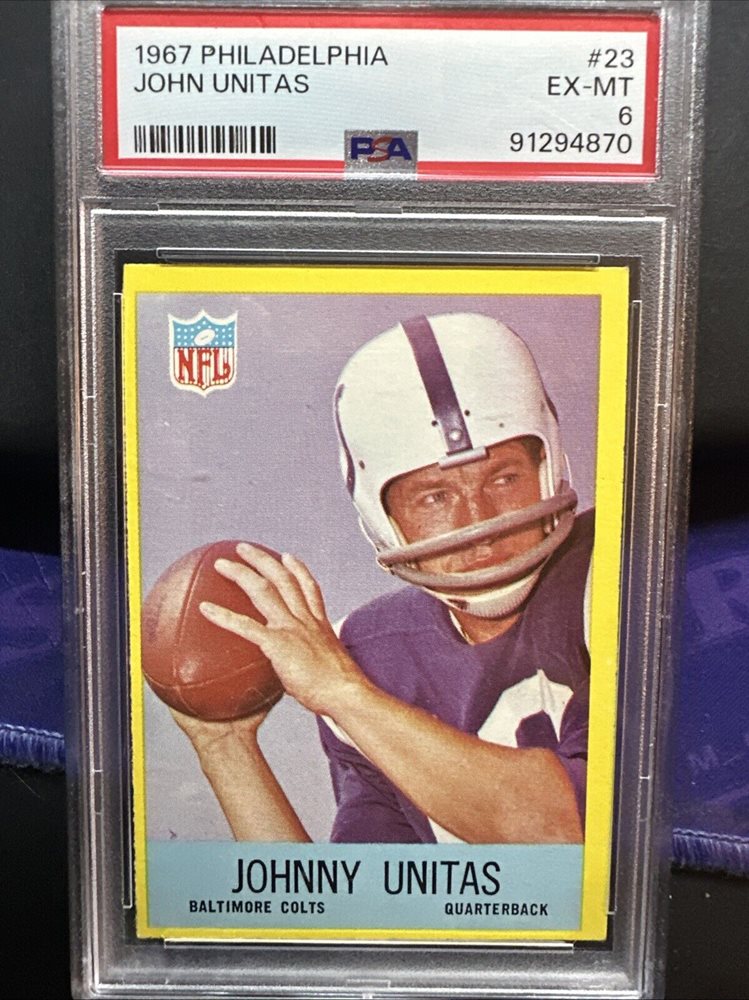 1967 PHILADELPHIA #23
JOHN UNITAS EX-MT
6
PSA 91294870
NFL
JOHNNY UNITAS
BALTIMORE COLTS QUARTERBACK